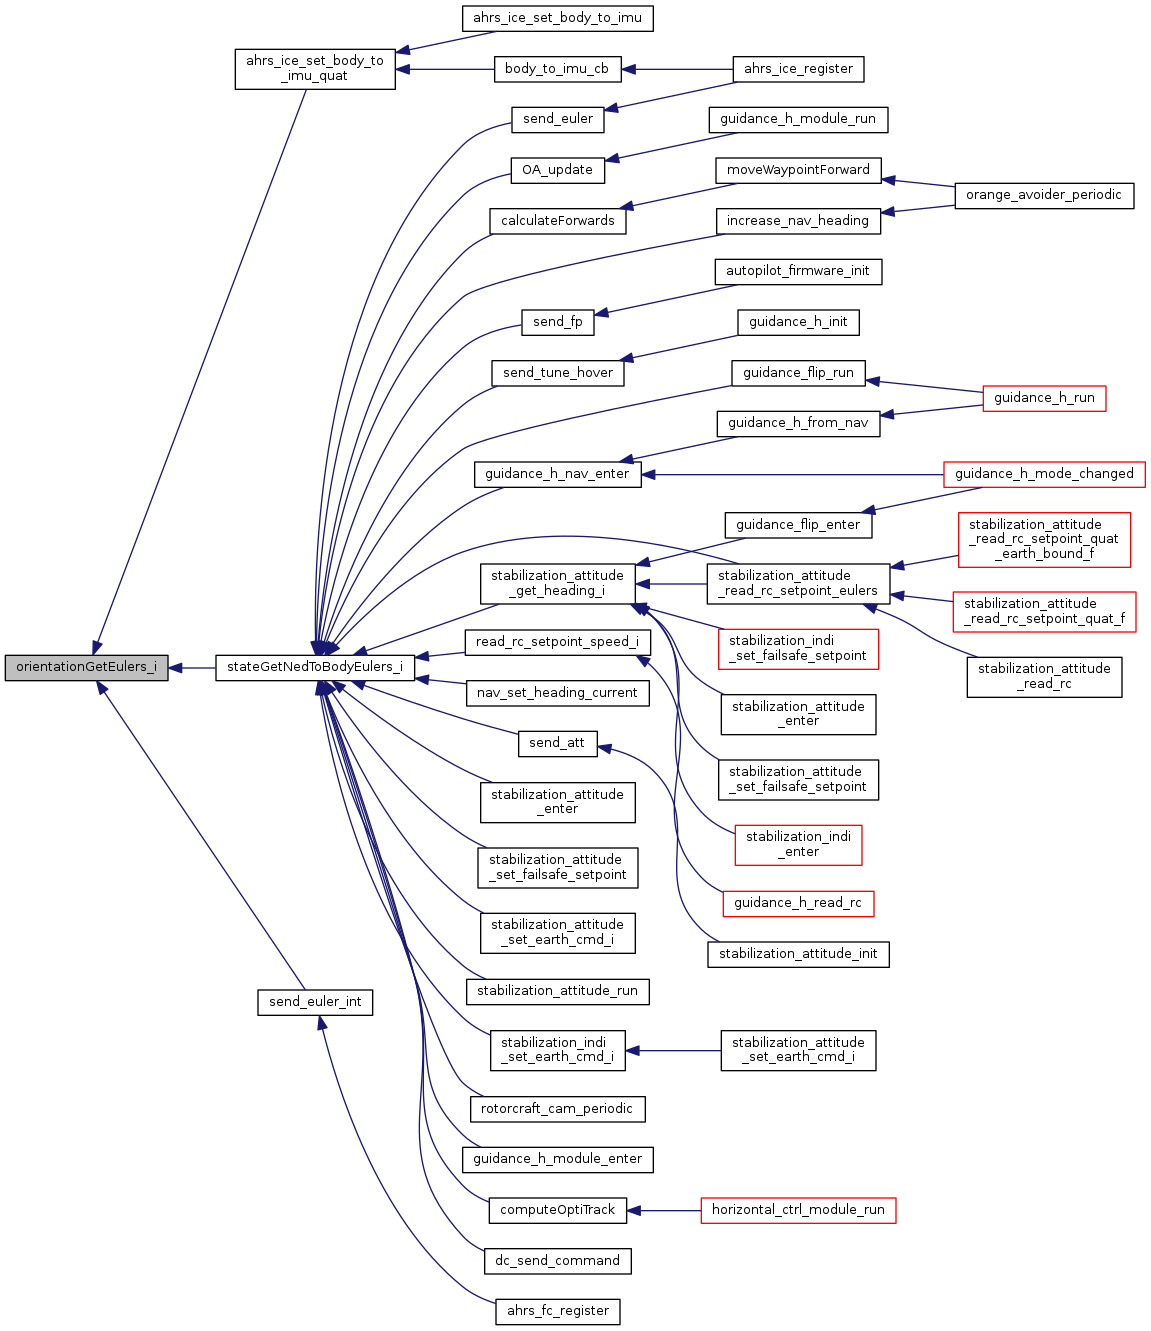 ahrs_ice_set_body_to_imu
ahrs_ice_set_body_to
_imu_quat
body_to_imu_cb
ahrs_ice_register
send_euler
guidance_h_module_run
OA_update
moveWaypointForward
orange_avoider_periodic
calculateForwards
increase_nav_heading
autopilot_firmware_init
send_fp
guidance_h_init
send_tune_hover
guidance_flip_run
guidance_h_run
guidance_h_from_nav
guidance_h_nav_enter
guidance_h_mode_changed
guidance_flip_enter
stabilization_attitude
_read_rc_setpoint_quat
_earth_bound_f
stabilization_attitude
_get_heading_i
stabilization_attitude
_read_rc_setpoint_eulers
stabilization_attitude
_read_rc_setpoint_quat_f
orientationGetEulers_i
stateGetNedToBodyEulers_i
read_rc_setpoint_speed_i
stabilization_indi
_set_failsafe_setpoint
stabilization_attitude
_read_rc
nav_set_heading_current
stabilization_attitude
_enter
send_att
stabilization_attitude
_set_failsafe_setpoint
stabilization_attitude
_enter
stabilization_indi
_enter
stabilization_attitude
_set_failsafe_setpoint
guidance_h_read_rc
stabilization_attitude
_set_earth_cmd_i
stabilization_attitude_init
stabilization_attitude_run
send_euler_int
stabilization_indi
_set_earth_cmd_i
stabilization_attitude
_set_earth_cmd_i
rotorcraft_cam_periodic
guidance_h_module_enter
computeOptiTrack
horizontal_ctrl_module_run
dc_send_command
ahrs_fc_register